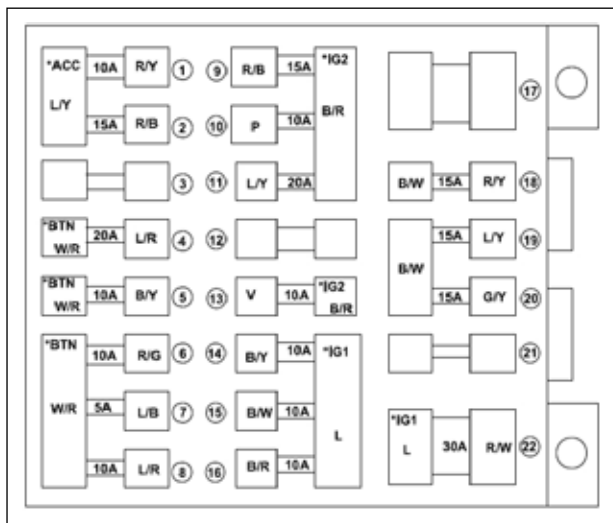 *ACC 10A R/Y 1 9 R/B 15A *IG2 17
L/Y B/R
15A R/B 2 10 P 10A
3 11 L/Y 20A B/W 15A R/Y 18
*BTN 20A L/R 4 12 15A L/Y 19
W/R
B/W
*BTN 10A B/Y 5 13 V 10A *IG2 15A G/Y 20
W/R B/R
*BTN 10A R/G 6 14 B/Y 10A *IG1 21
W/R 5A L/B 7 15 B/W 10A
L
*IG1
L 30A R/W 22
10A L/R 8 16 B/R 10A